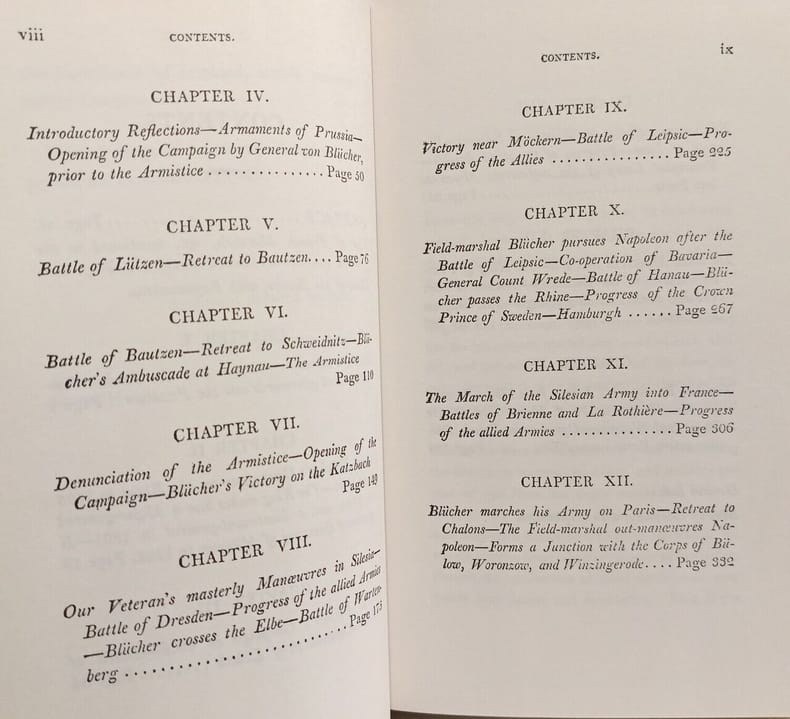 viii
CONTENTS.
CHAPTER IV.
Introductory Reflections—Armaments of Prussia—
Opening of the Campaign by General von Blücher,
prior to the Armistice ............... Page 50
CHAPTER V.
Battle of Lützen—Retreat to Bautzen.... Page 76
CHAPTER VI.
Battle of Bautzen—Retreat to Schweidnitz—Blü-
cher's Ambuscade at Haynau—The Armistice
Page 110
CHAPTER VII.
Denunciation of the Armistice—Opening of the
Campaign—Blücher's Victory on the Katzbach
Page 140
CHAPTER VIII.
Our Veteran's masterly Manœuvres in Silesia—
Battle of Dresden—Progress of the allied Armies
—Blücher crosses the Elbe—Battle of Warten-
berg ............................ Page 175
CONTENTS.
ix
CHAPTER IX.
Victory near Möckern—Battle of Leipsic—Pro-
gress of the Allies ................ Page 225
CHAPTER X.
Field-marshal Blücher pursues Napoleon after the
Battle of Leipsic—Co-operation of Bavaria—
General Count Wrede—Battle of Hanau—Blü-
cher passes the Rhine—Progress of the Crown
Prince of Sweden—Hamburgh ...... Page 267
CHAPTER XI.
The March of the Silesian Army into France—
Battles of Brienne and La Rothière—Progress
of the allied Armies ............... Page 306
CHAPTER XII.
Blücher marches his Army on Paris—Retreat to
Chalons—The Field-marshal out-manœuvres Na-
poleon—Forms a Junction with the Corps of Bü-
low, Woronzow, and Winzingerode.... Page 332